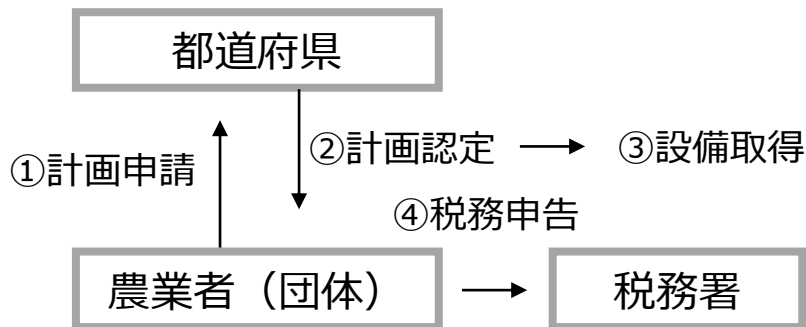 都道府県
①計画申請
②計画認定
③設備取得
④税務申告
農業者（団体）
税務署